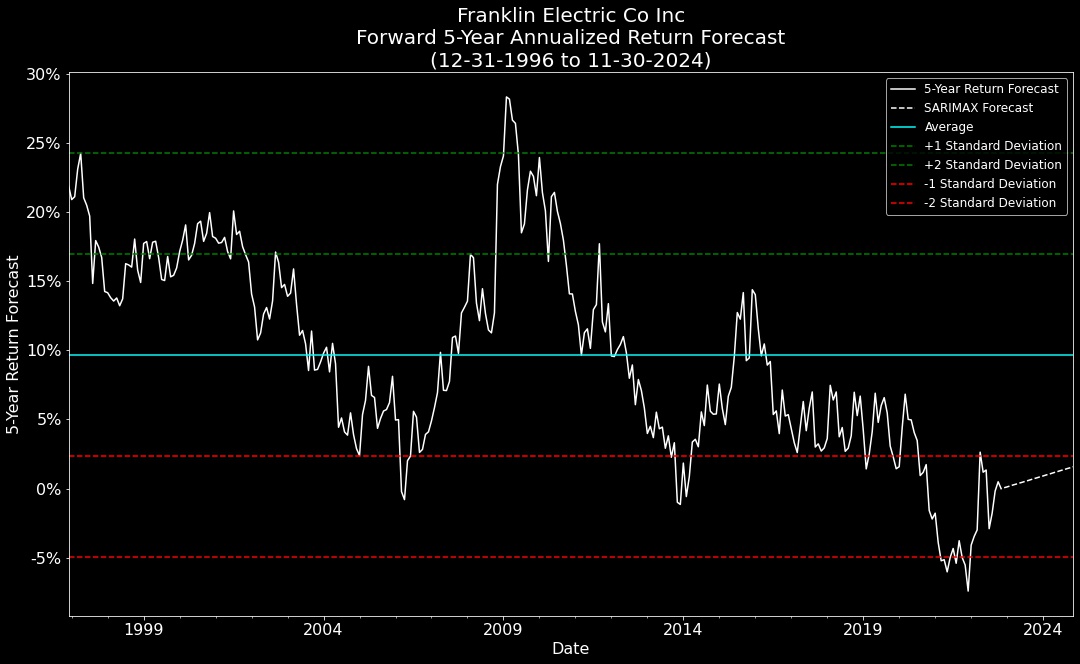 Franklin Electric Co Inc
Forward 5-Year Annualized Return Forecast
(12-31-1996 to 11-30-2024)
5-Year Return Forecast
30%
25%
20%
15%
10%
5%
0%
-5%
5-Year Return Forecast
SARIMAX Forecast
Average
+1 Standard Deviation
+2 Standard Deviation
-1 Standard Deviation
-2 Standard Deviation
1999 2004 2009 2014 2019 2024
Date